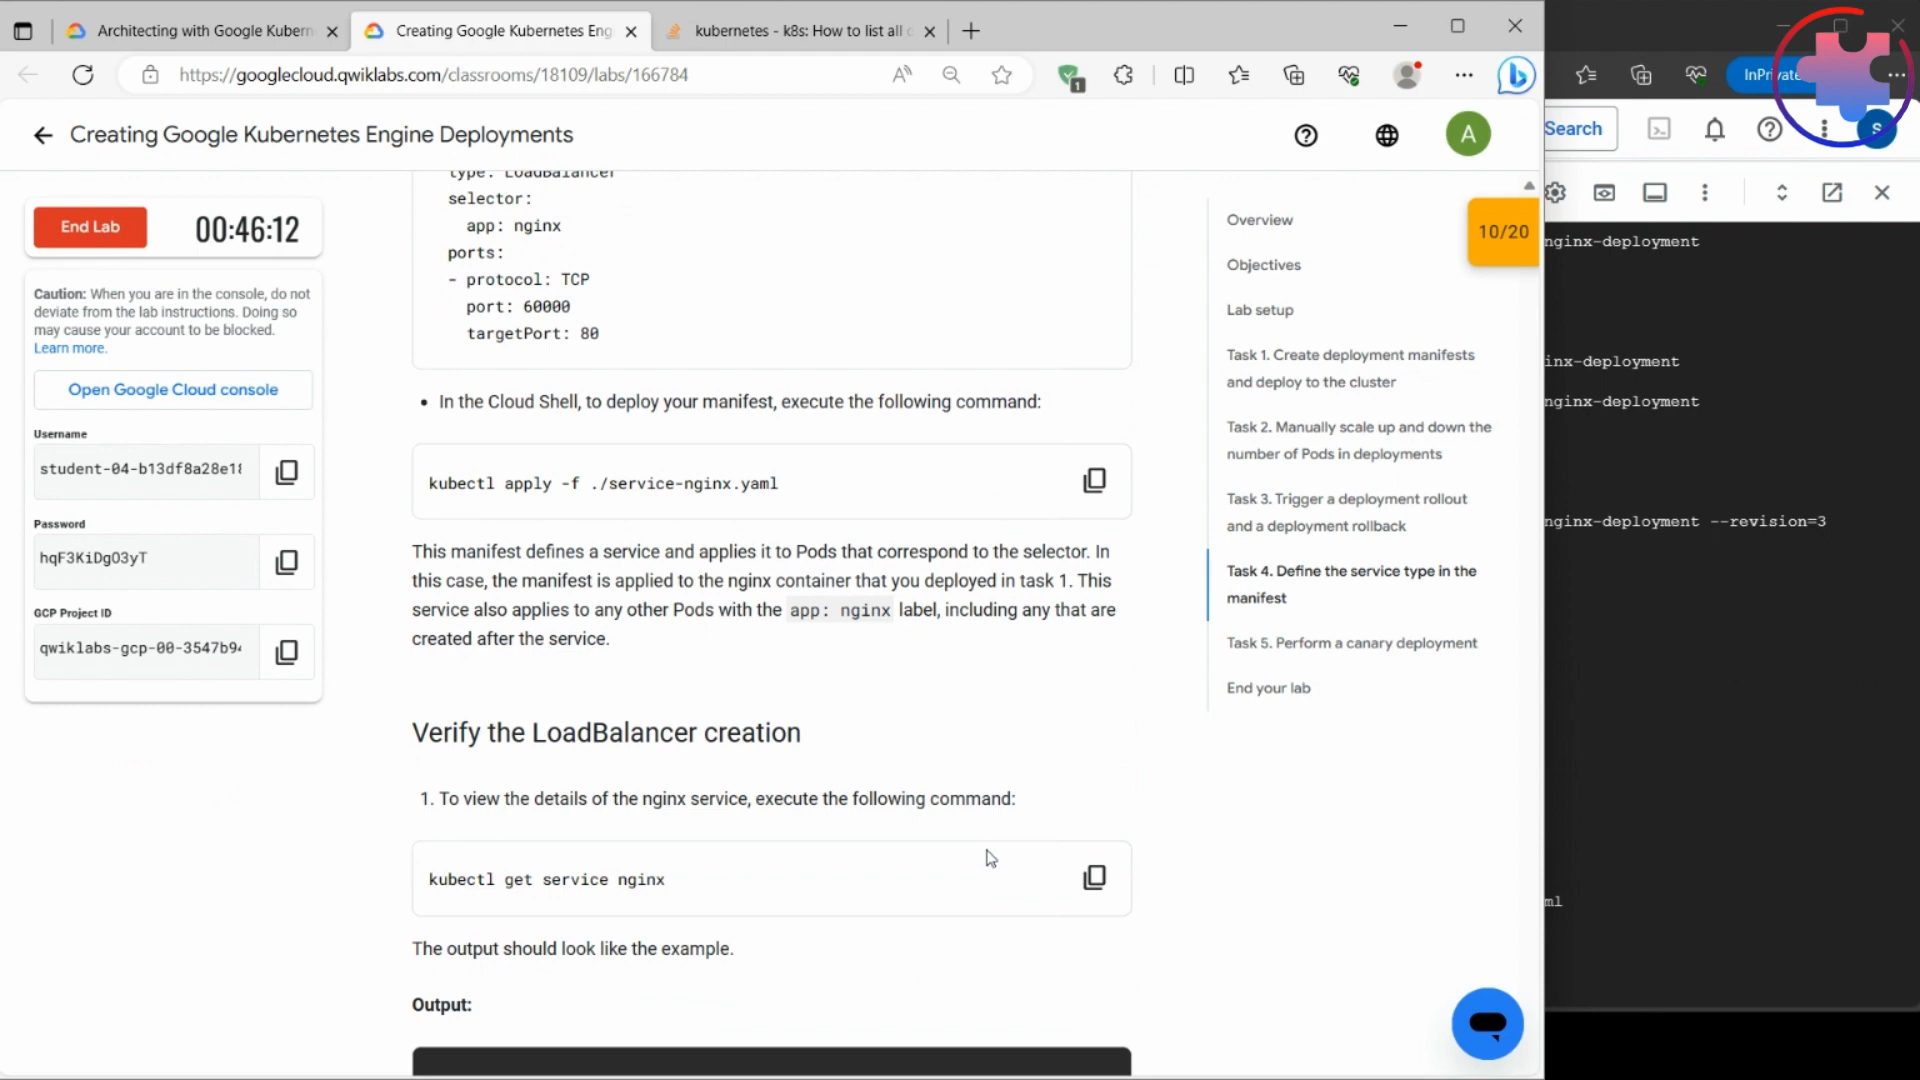 Architecting with Google Kubern
Creating Google Kubernetes Eng
kubernetes - k8s: How to list all
https://googlecloud.qwiklabs.com/classrooms/18109/labs/166784
1
InPrivate
Creating Google Kubernetes Engine Deployments
A
Search
S
End Lab
00:46:12
Caution: When you are in the console, do not
deviate from the lab instructions. Doing so
may cause your account to be blocked.
Learn more.
Open Google Cloud console
Username
student-04-b13df8a28e18
Password
hqF3KiDgO3yT
GCP Project ID
qwiklabs-gcp-00-3547b94
type: LoadBalancer
selector:
app: nginx
ports:
- protocol: TCP
port: 60000
targetPort: 80
• In the Cloud Shell, to deploy your manifest, execute the following command:
kubectl apply -f ./service-nginx.yaml
This manifest defines a service and applies it to Pods that correspond to the selector. In
this case, the manifest is applied to the nginx container that you deployed in task 1. This
service also applies to any other Pods with the app: nginx label, including any that are
created after the service.
Verify the LoadBalancer creation
1. To view the details of the nginx service, execute the following command:
kubectl get service nginx
The output should look like the example.
Output:
Overview
Objectives
Lab setup
Task 1. Create deployment manifests
and deploy to the cluster
Task 2. Manually scale up and down the
number of Pods in deployments
Task 3. Trigger a deployment rollout
and a deployment rollback
Task 4. Define the service type in the
manifest
Task 5. Perform a canary deployment
End your lab
10/20
nginx-deployment
inx-deployment
nginx-deployment
nginx-deployment --revision=3
ml